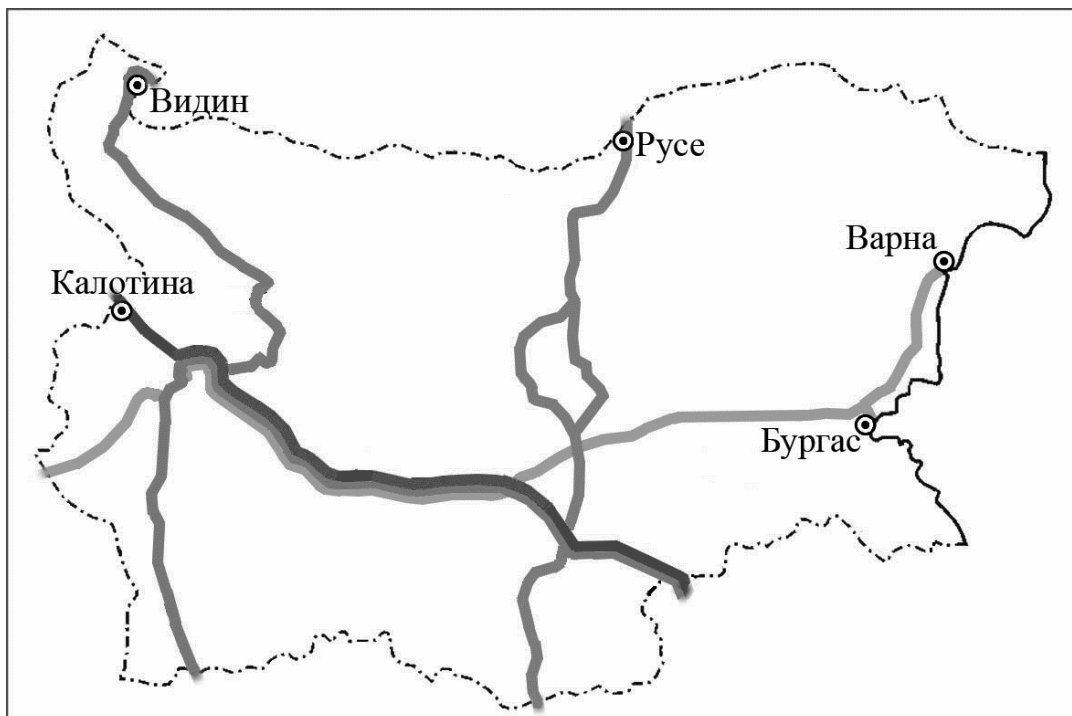 Видин
Русе
Варна
Калотина
Бургас